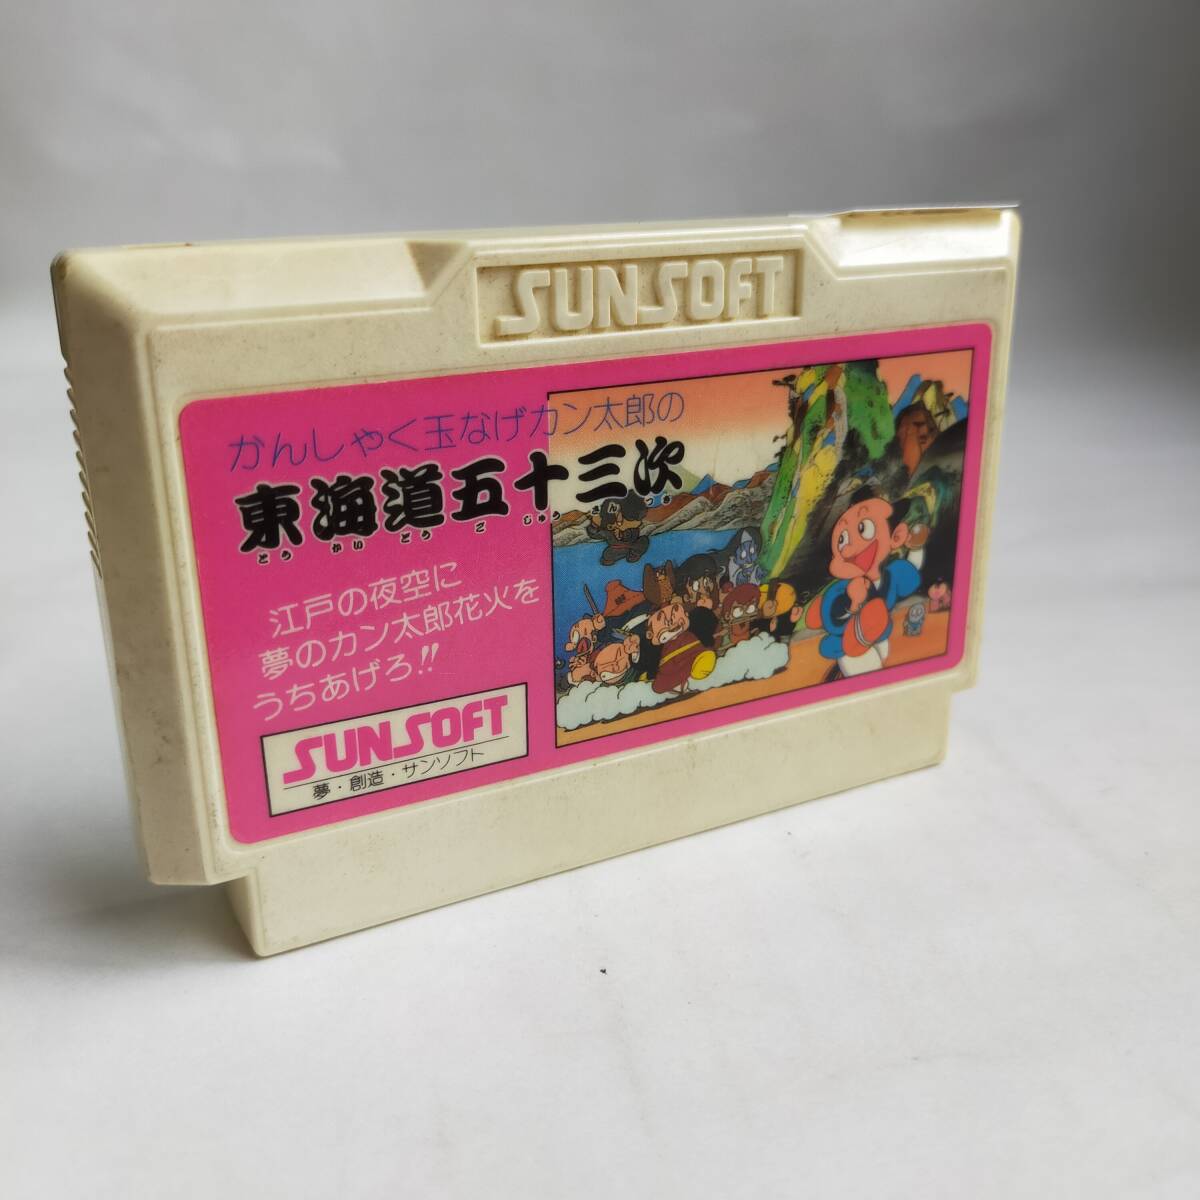 SUNSOFT
かんしゃく玉なげカン太郎の
東海道五十三次
とうかいどうごじゅうさんつぎ
江戸の夜空に
夢のカン太郎花火を
うちあげろ!!
SUNSOFT
夢・創造・サンソフト